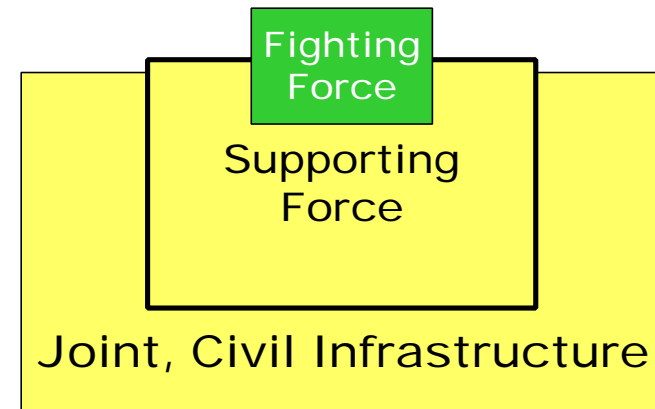 Fighting
Force
Supporting
Force
Joint, Civil Infrastructure